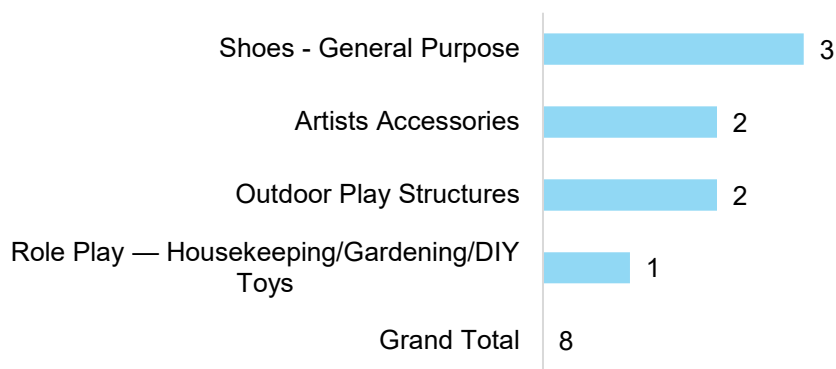 Shoes - General Purpose 3
Artists Accessories 2
Outdoor Play Structures 2
Role Play — Housekeeping/Gardening/DIY
Toys 1
Grand Total 8